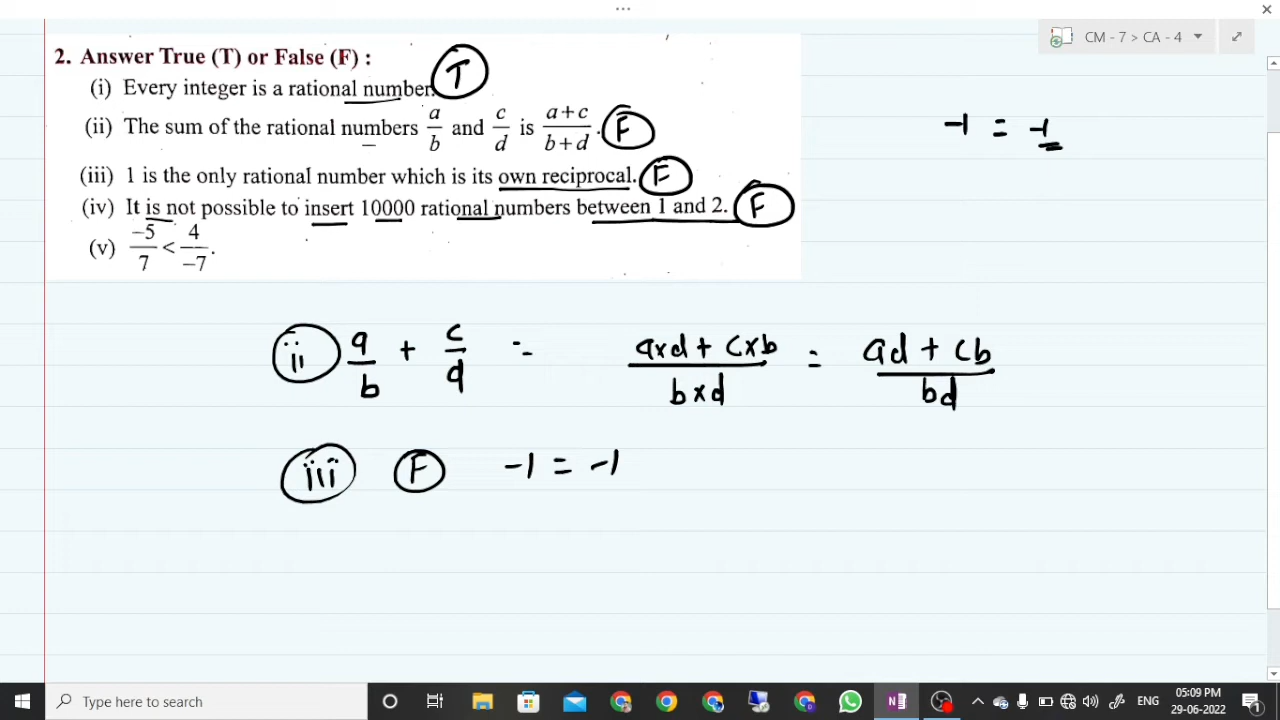 CM - 7 > CA - 4
2. Answer True (T) or False (F) :
(i) Every integer is a rational number. T
(ii) The sum of the rational numbers a/b and c/d is a+c/b+d. F
(iii) 1 is the only rational number which is its own reciprocal. F
(iv) It is not possible to insert 10000 rational numbers between 1 and 2. F
(v) -5/7 < 4/-7.
-1 = -1
ii a/b + c/d = a×d + c×b / b×d = ad + cb / bd
iii F -1 = -1
Type here to search
ENG
05:09 PM
29-06-2022